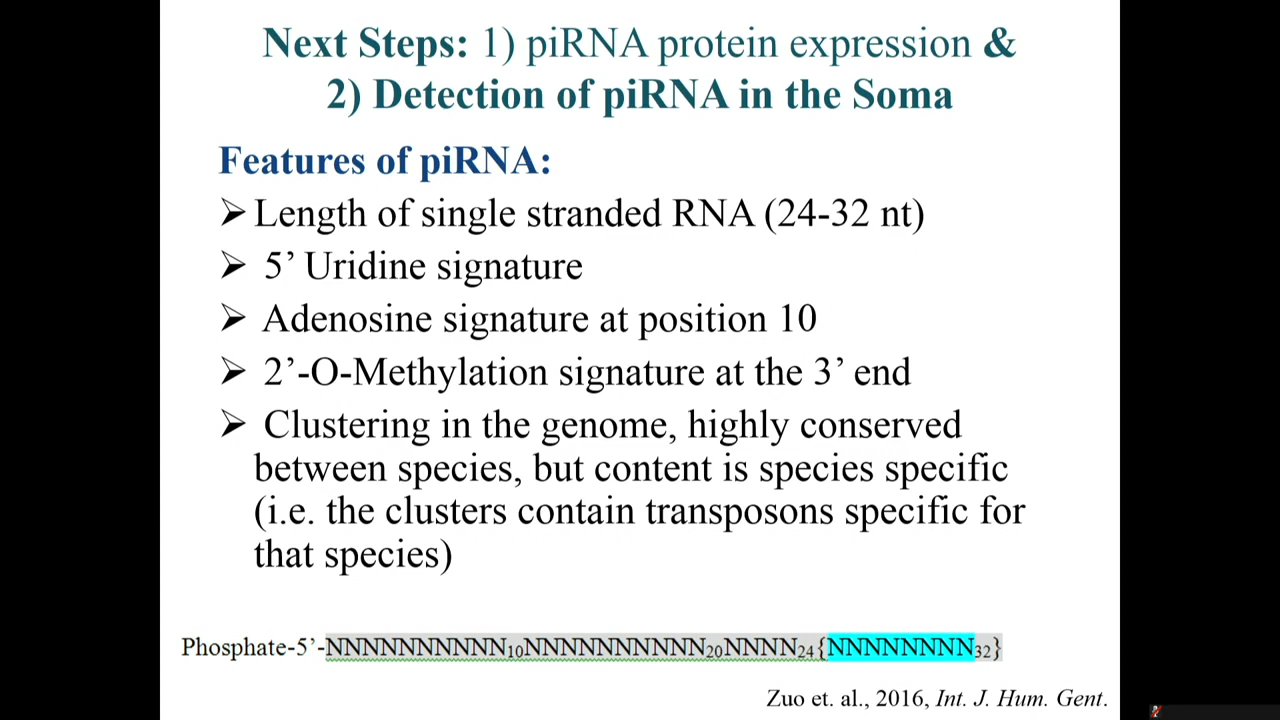 Next Steps: 1) piRNA protein expression &
2) Detection of piRNA in the Soma
Features of piRNA:
➢ Length of single stranded RNA (24-32 nt)
➢ 5’ Uridine signature
➢ Adenosine signature at position 10
➢ 2’-O-Methylation signature at the 3’ end
➢ Clustering in the genome, highly conserved
between species, but content is species specific
(i.e. the clusters contain transposons specific for
that species)
Phosphate-5’-NNNNNNNNNN10NNNNNNNNNN20NNNN24{NNNNNNNN32}
Zuo et. al., 2016, Int. J. Hum. Gent.